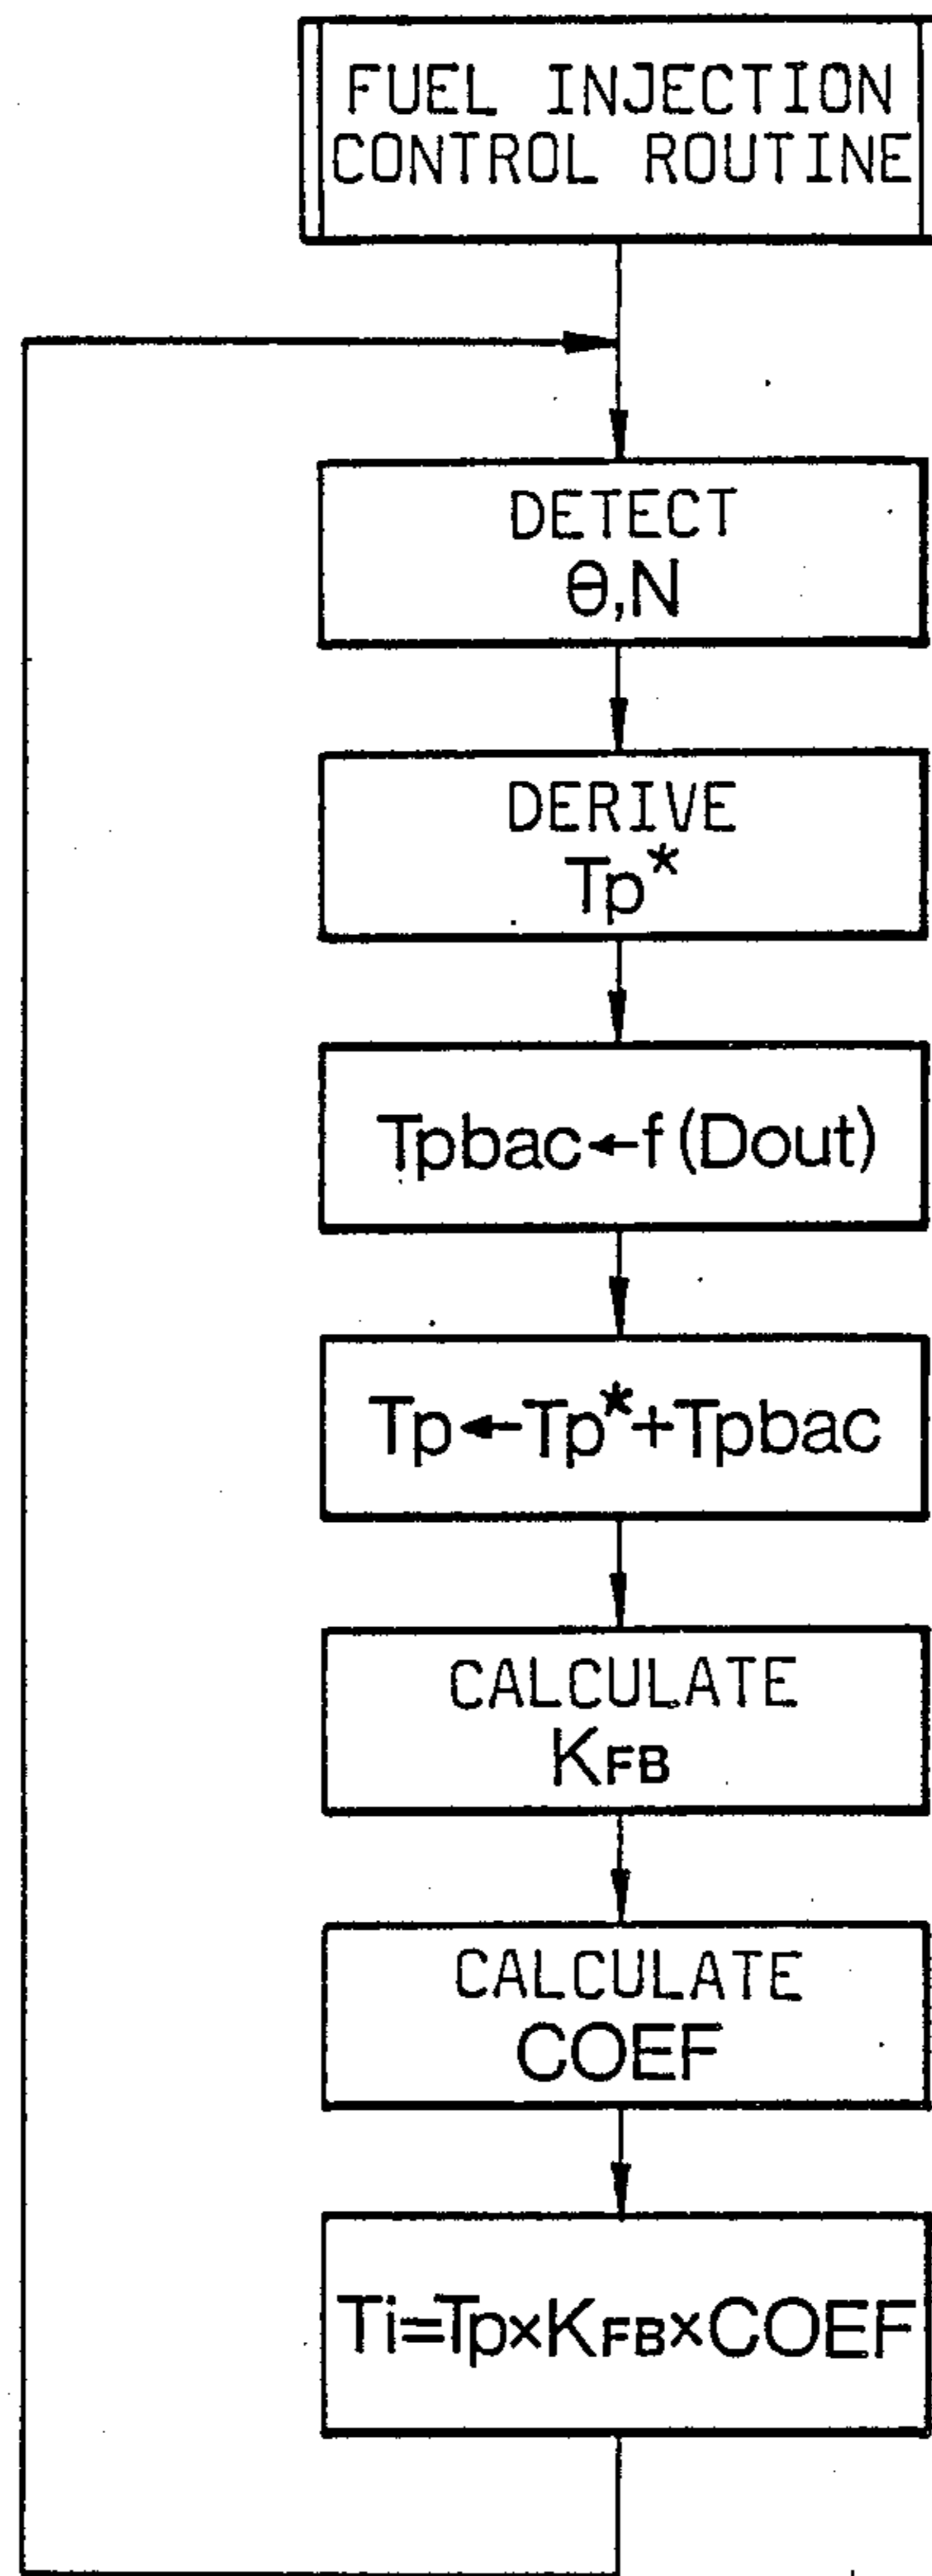 FUEL INJECTION
CONTROL ROUTINE
DETECT
θ,N
DERIVE
Tp*
Tpbac←f(Dout)
Tp←Tp*+Tpbac
CALCULATE
KFB
CALCULATE
COEF
Ti=Tp×KFB×COEF